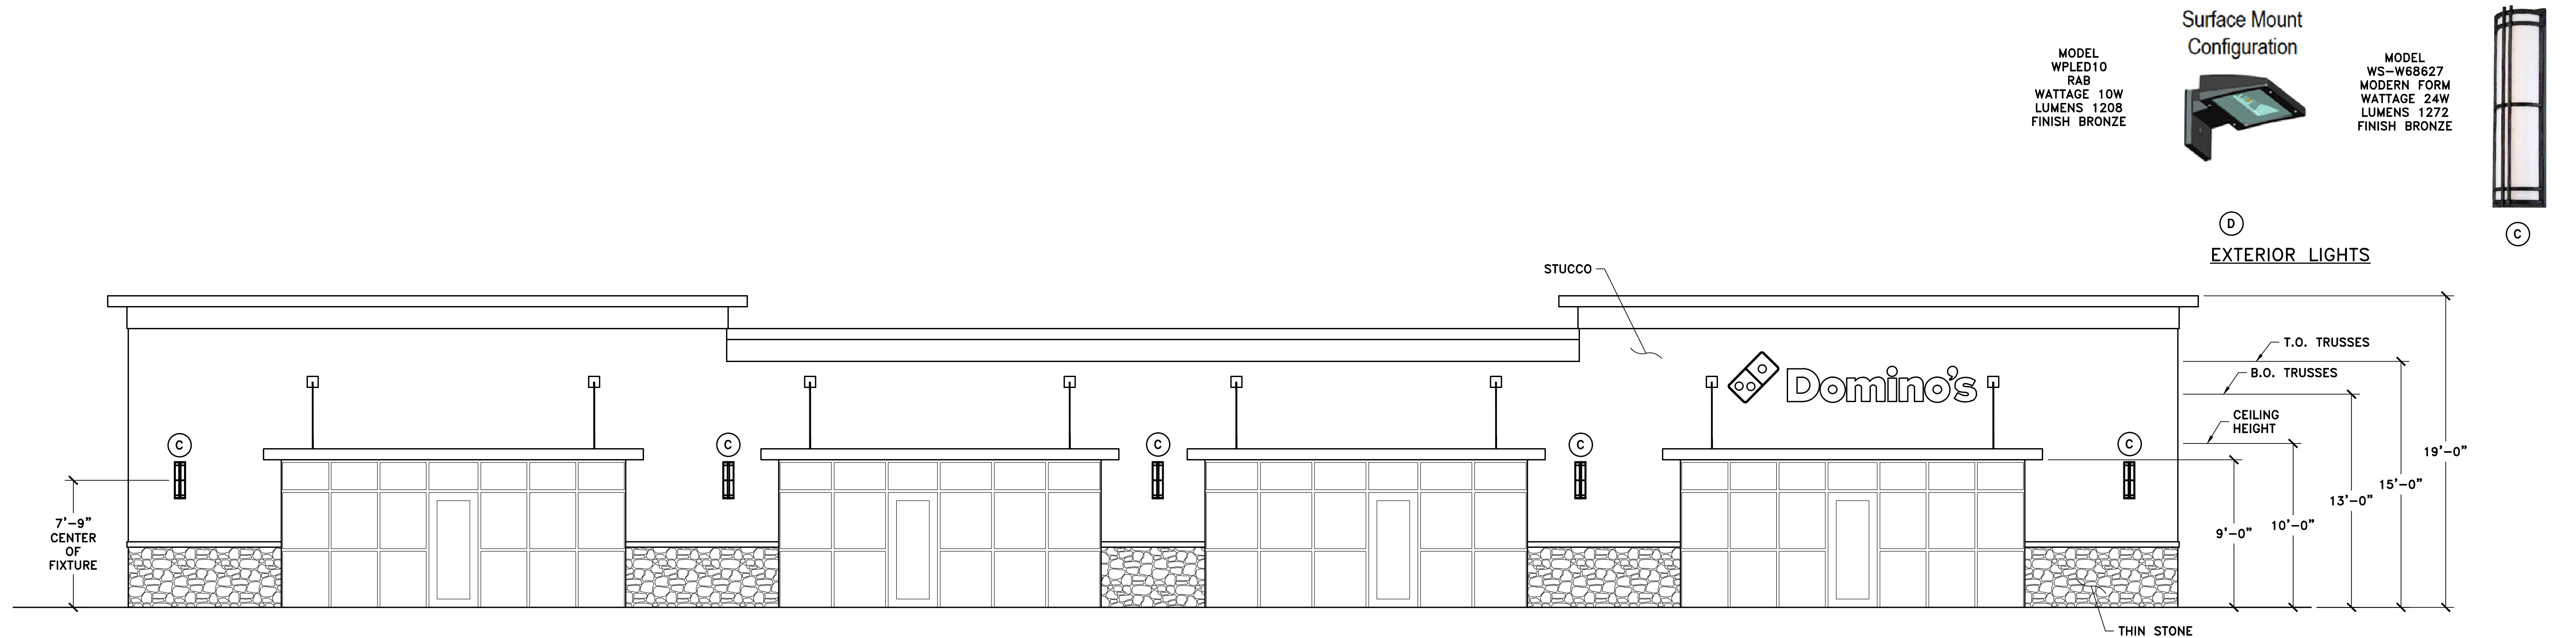 Surface Mount
Configuration
MODEL
WPLED10
RAB
WATTAGE 10W
LUMENS 1208
FINISH BRONZE
MODEL
WS-W68627
MODERN FORM
WATTAGE 24W
LUMENS 1272
FINISH BRONZE
D
C
EXTERIOR LIGHTS
STUCCO
T.O. TRUSSES
B.O. TRUSSES
Domino's
CEILING
HEIGHT
C
C
C
C
C
19'-0"
15'-0"
13'-0"
10'-0"
9'-0"
7'-9"
CENTER
OF
FIXTURE
THIN STONE